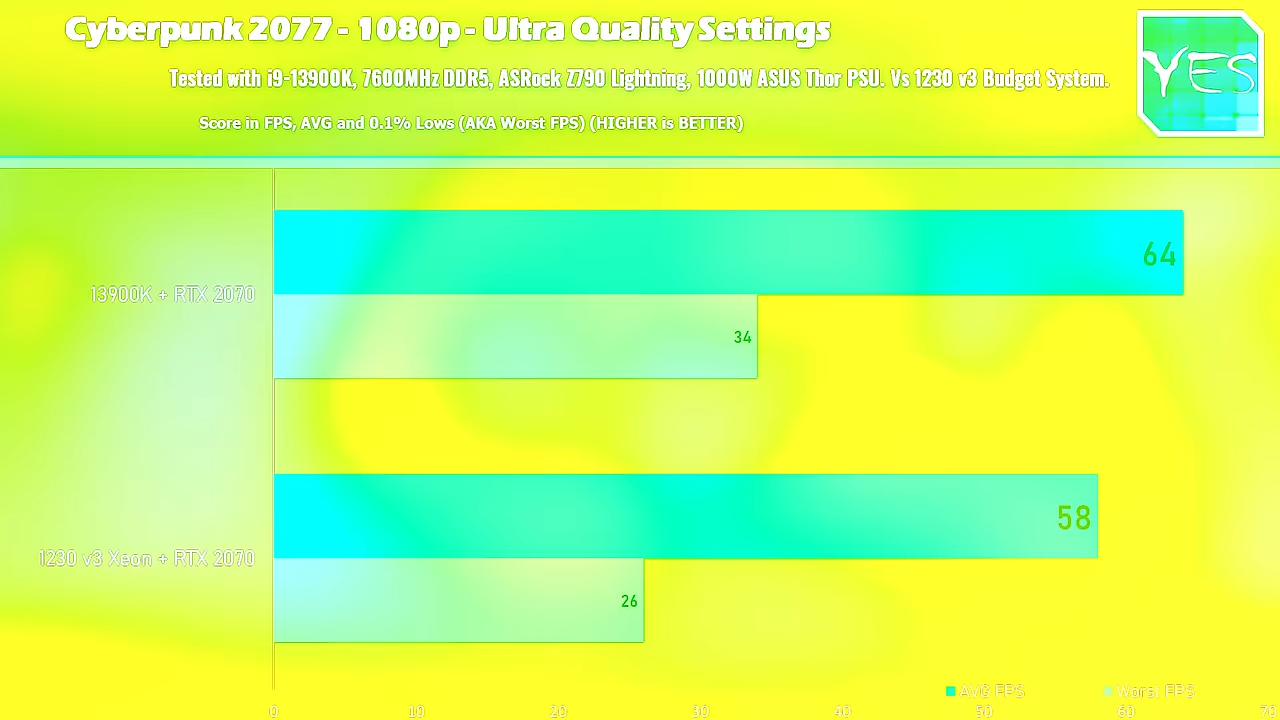 Cyberpunk 2077 - 1080p - Ultra Quality Settings
Tested with i9-13900K, 7600MHz DDR5, ASRock Z790 Lightning, 1000W ASUS Thor PSU. Vs 1230 v3 Budget System.
YES
Score in FPS, AVG and 0.1% Lows (AKA Worst FPS) (HIGHER is BETTER)
64
13900K + RTX 2070
34
58
1230 v3 Xeon + RTX 2070
26
AVG FPS Worst FPS
0 10 20 30 40 50 60 70